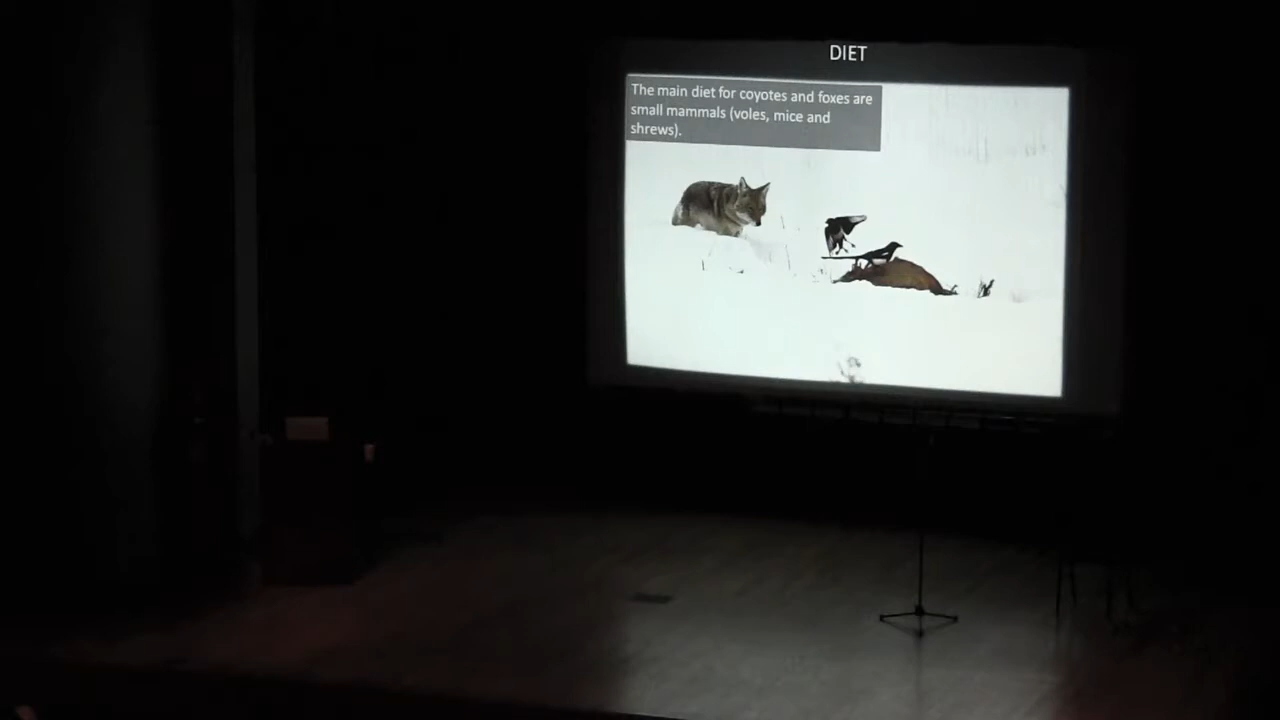 DIET
The main diet for coyotes and foxes are
small mammals (voles, mice and
shrews).